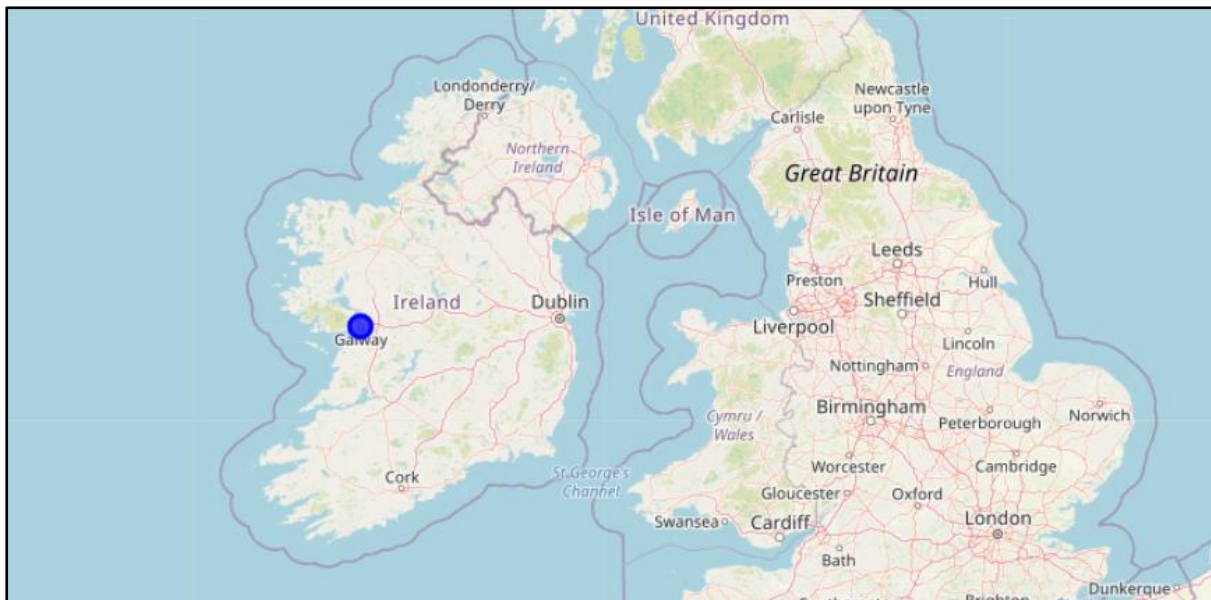 United Kingdom
Londonderry/
Derry
Newcastle
upon Tyne
Carlisle
Northern
Ireland
Great Britain
Isle of Man
Leeds
Preston
Hull
Ireland
Dublin
Sheffield
Liverpool
Galway
Lincoln
Nottingham
England
Birmingham
Norwich
Cymru /
Wales
Peterborough
Worcester
Cambridge
Cork
St George's
Channel
Gloucester
Oxford
Swansea
Cardiff
London
Bath
Dunkerque